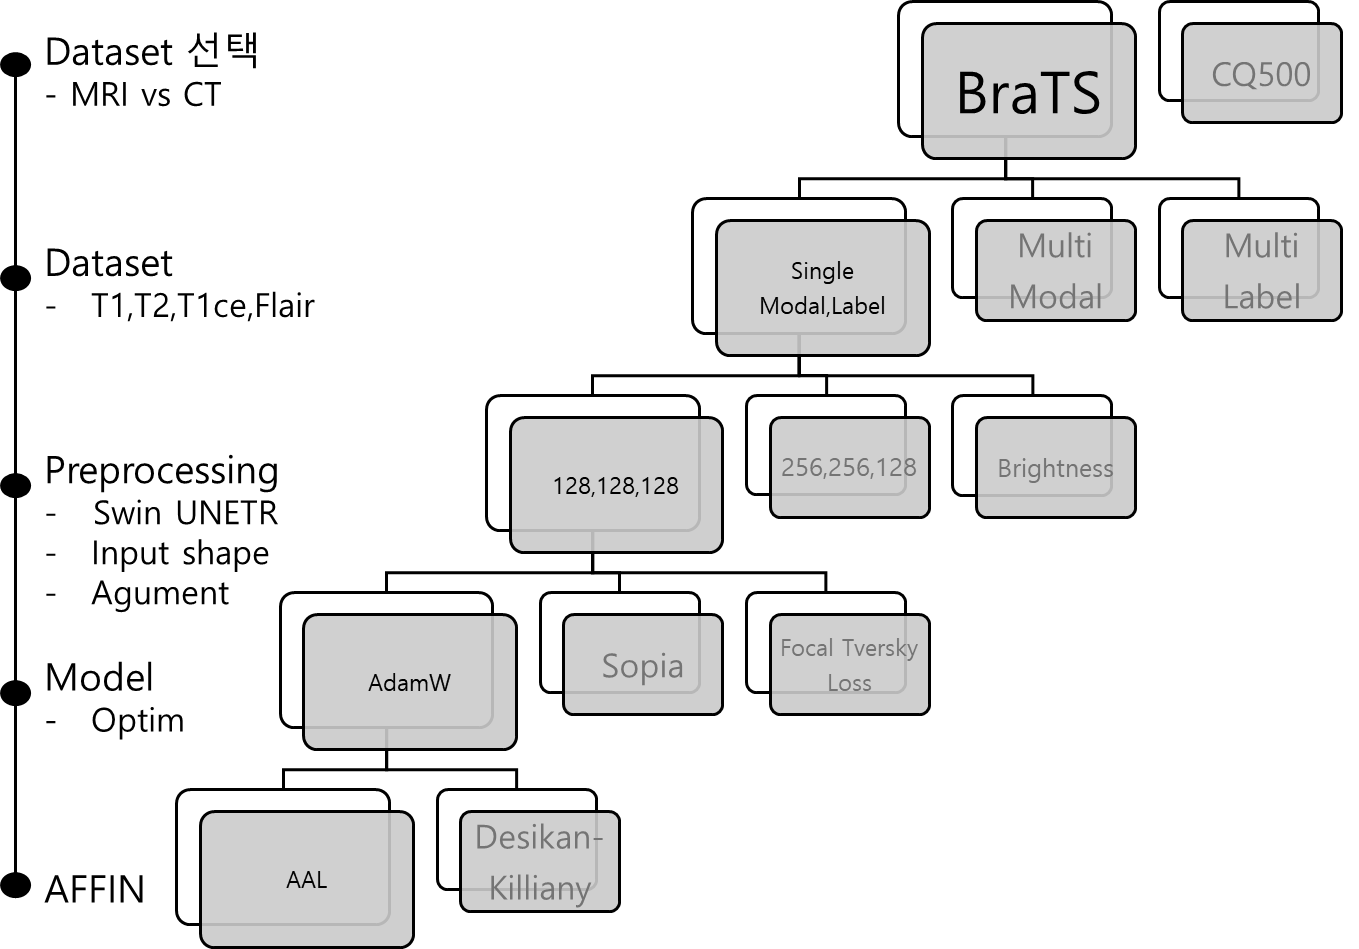 Dataset 선택
- MRI vs CT
BraTS
CQ500
Dataset
- T1,T2,T1ce,Flair
Single
Modal,Label
Multi
Modal
Multi
Label
Preprocessing
- Swin UNETR
- Input shape
- Agument
128,128,128
256,256,128
Brightness
Model
- Optim
AdamW
Sopia
Focal Tversky
Loss
AFFIN
AAL
Desikan-
Killiany